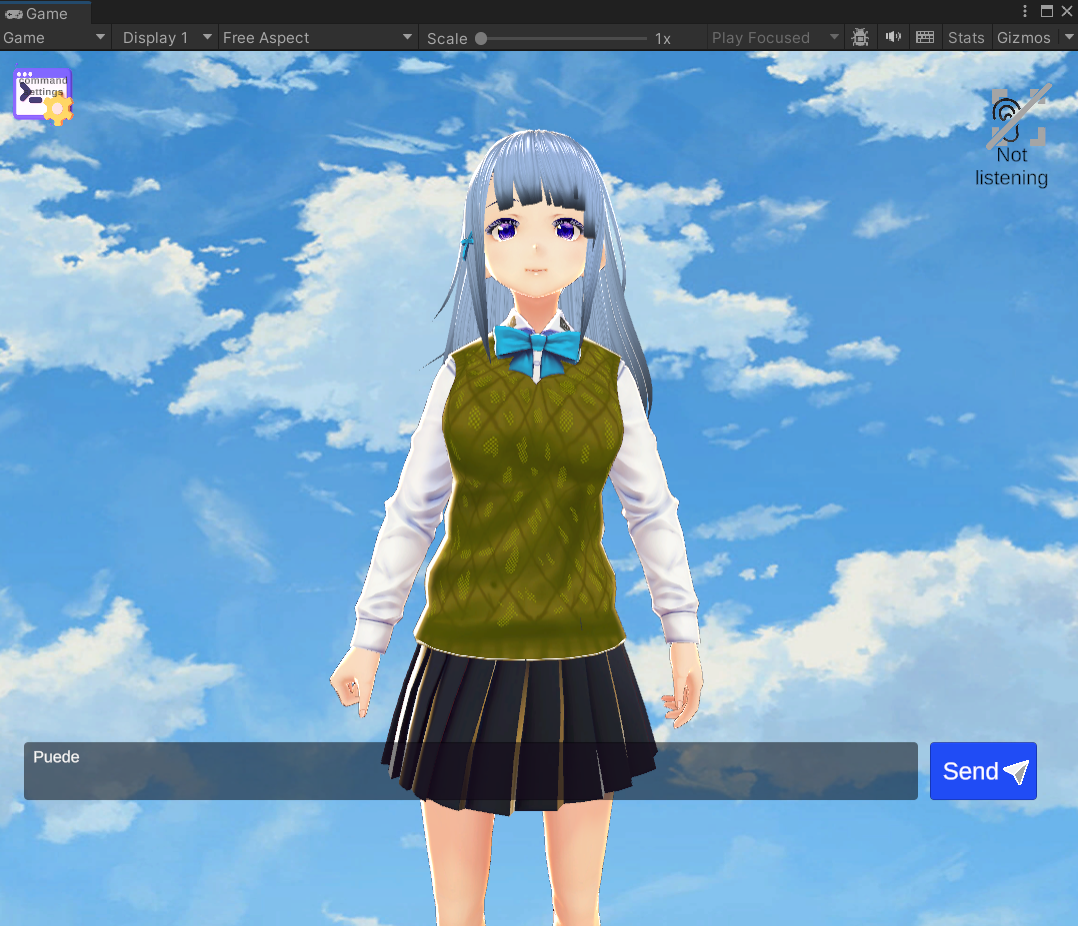 Game
Game Display 1 Free Aspect Scale 1x Play Focused Stats Gizmos
Command
Settings
Not
listening
Puede
Send